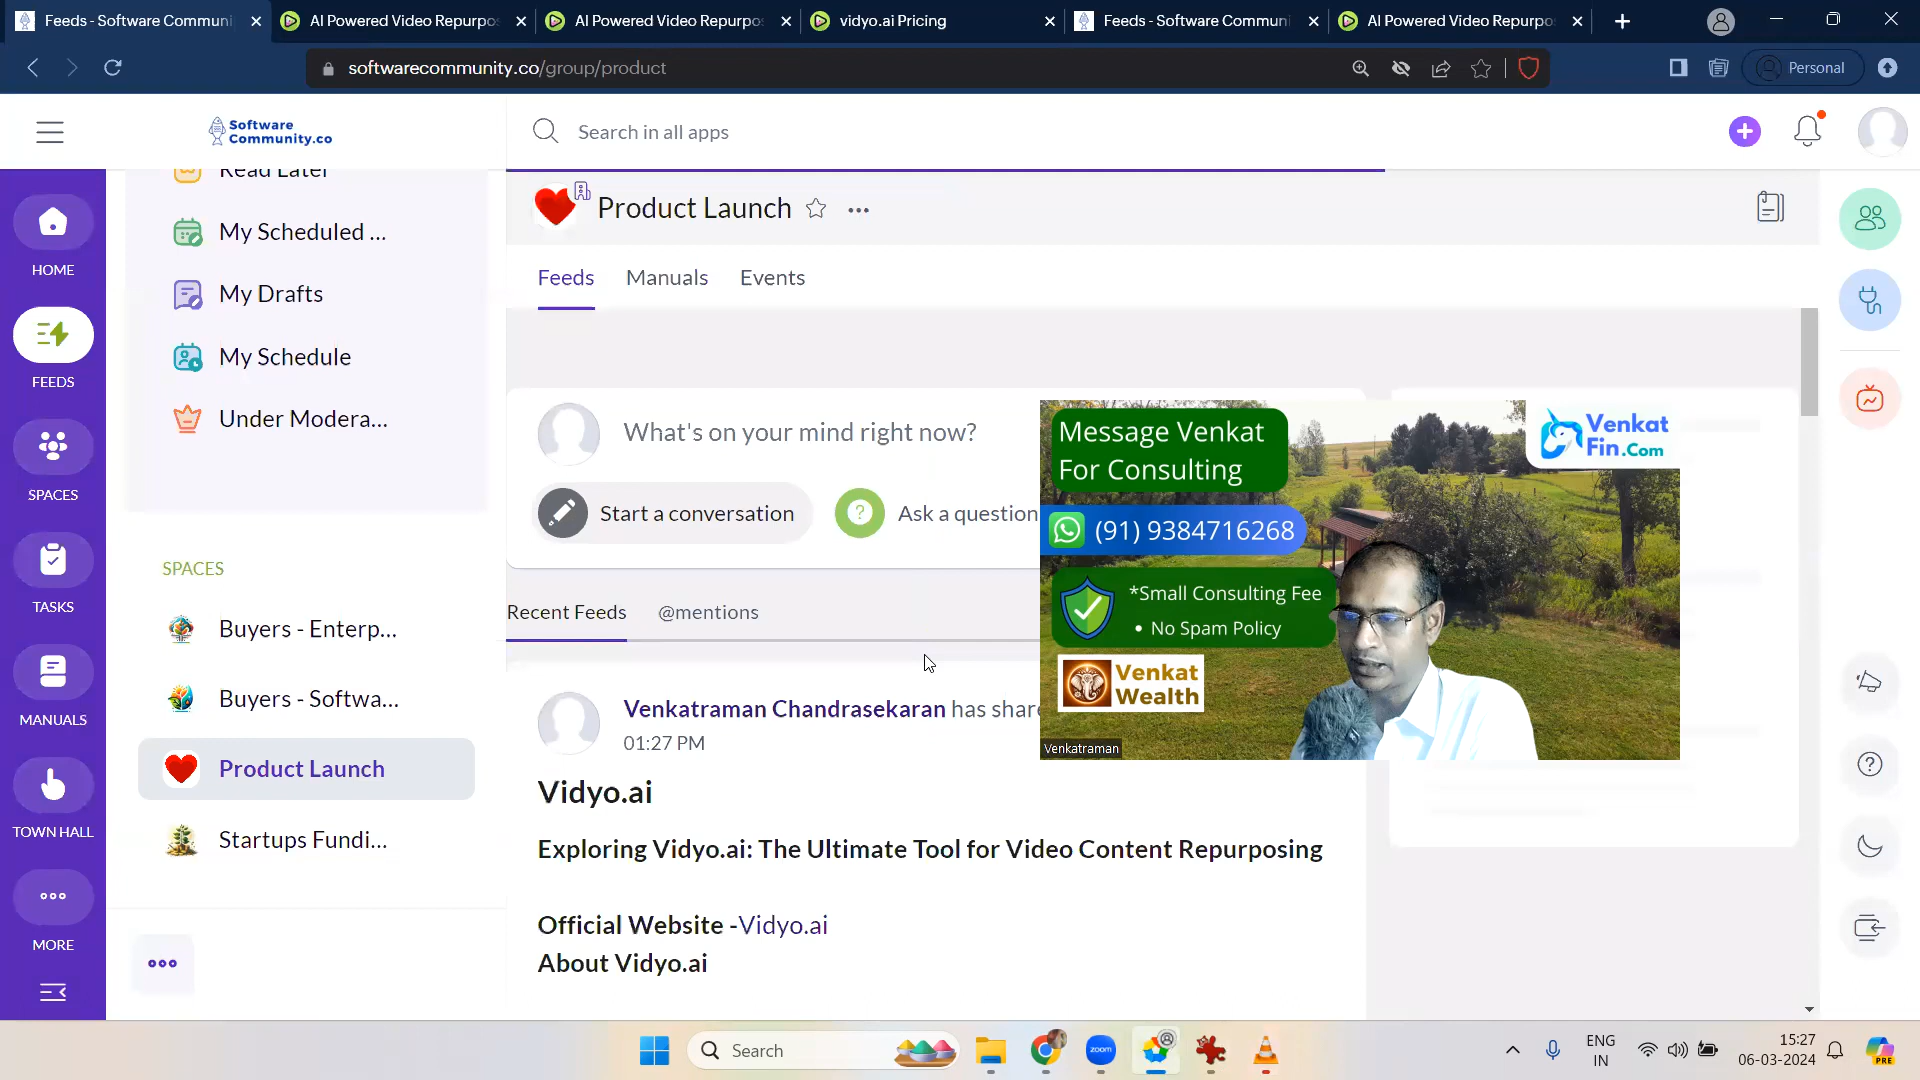 Feeds - Software Communi
AI Powered Video Repurpos
AI Powered Video Repurpos
vidyo.ai Pricing
Feeds - Software Communi
AI Powered Video Repurpo
softwarecommunity.co/group/product
Personal
Software
Community.co
Search in all apps
Read Later
My Scheduled ...
My Drafts
My Schedule
Under Modera...
SPACES
Buyers - Enterp...
Buyers - Softwa...
Product Launch
Startups Fundi...
HOME
FEEDS
SPACES
TASKS
MANUALS
TOWN HALL
MORE
Product Launch
Feeds
Manuals
Events
What's on your mind right now?
Start a conversation
Ask a question
Recent Feeds
@mentions
Venkatraman Chandrasekaran has share
01:27 PM
Vidyo.ai
Exploring Vidyo.ai: The Ultimate Tool for Video Content Repurposing
Official Website -Vidyo.ai
About Vidyo.ai
Message Venkat
For Consulting
(91) 9384716268
*Small Consulting Fee
• No Spam Policy
Venkat
Wealth
Venkatraman
Venkat
Fin.Com
Search
zoom
ENG
IN
15:27
06-03-2024
PRE